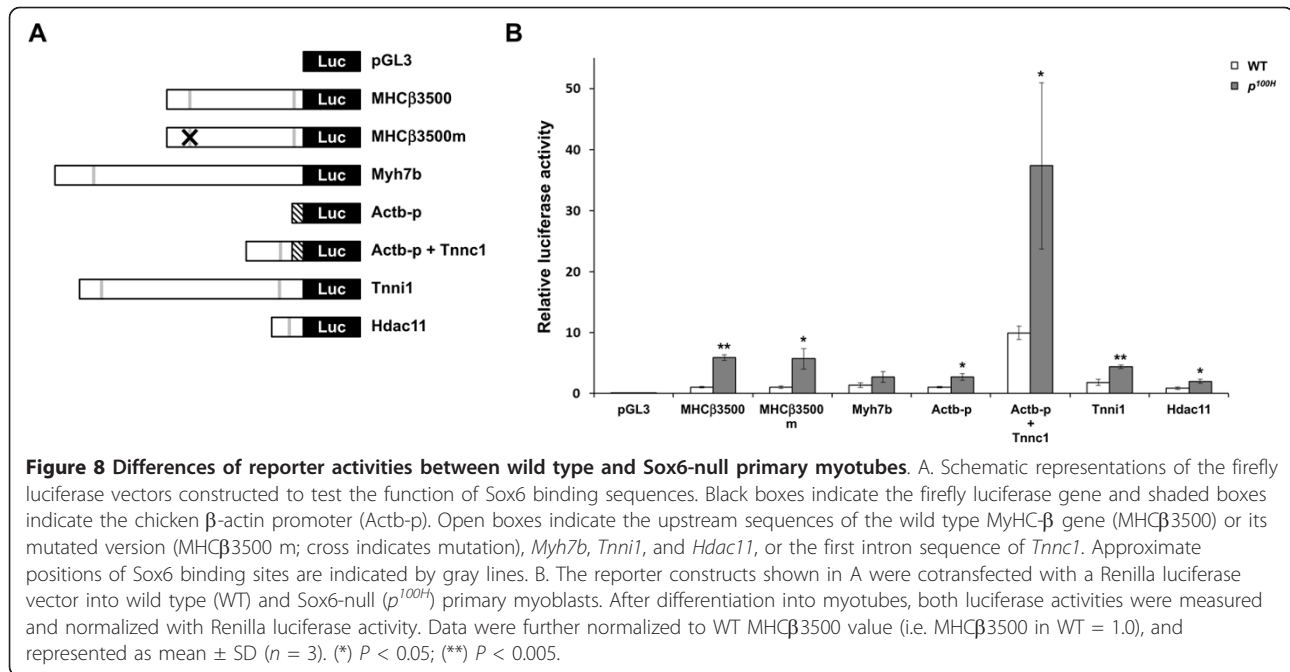 A
Luc pGL3
Luc MHCβ3500
Luc MHCβ3500m
Luc Myh7b
Luc Actb-p
Luc Actb-p + Tnnc1
Luc Tnni1
Luc Hdac11
B
WT
p100H
Relative luciferase activity
50
40
30
20
10
0
**
*
*
*
**
*
pGL3
MHCβ3500
MHCβ3500
m
Myh7b
Actb-p
Actb-p
+
Tnnc1
Tnni1
Hdac11
Figure 8 Differences of reporter activities between wild type and Sox6-null primary myotubes. A. Schematic representations of the firefly
luciferase vectors constructed to test the function of Sox6 binding sequences. Black boxes indicate the firefly luciferase gene and shaded boxes
indicate the chicken β-actin promoter (Actb-p). Open boxes indicate the upstream sequences of the wild type MyHC-β gene (MHCβ3500) or its
mutated version (MHCβ3500 m; cross indicates mutation), Myh7b, Tnni1, and Hdac11, or the first intron sequence of Tnnc1. Approximate
positions of Sox6 binding sites are indicated by gray lines. B. The reporter constructs shown in A were cotransfected with a Renilla luciferase
vector into wild type (WT) and Sox6-null (p100H) primary myoblasts. After differentiation into myotubes, both luciferase activities were measured
and normalized with Renilla luciferase activity. Data were further normalized to WT MHCβ3500 value (i.e. MHCβ3500 in WT = 1.0), and
represented as mean ± SD (n = 3). (*) P < 0.05; (**) P < 0.005.